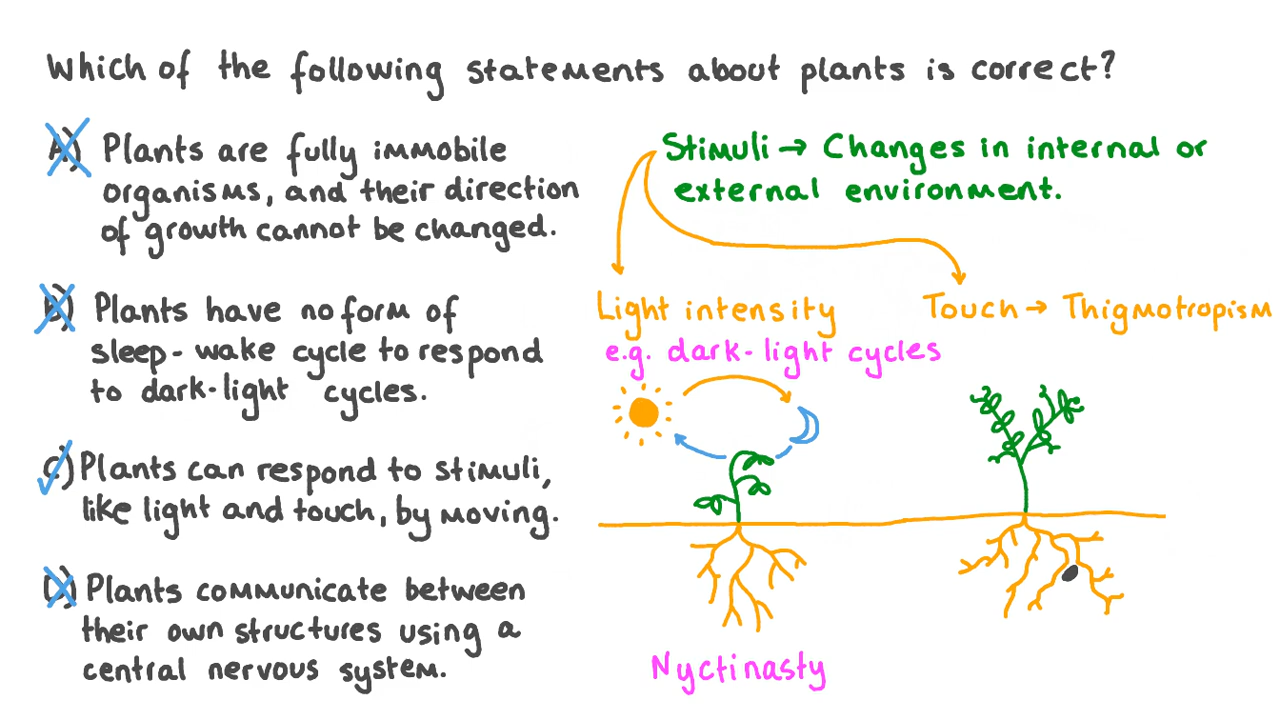 Which of the following statements about plants is correct?
A) Plants are fully immobile
organisms, and their direction
of growth cannot be changed.
B) Plants have no form of
sleep-wake cycle to respond
to dark-light cycles.
C) Plants can respond to stimuli,
like light and touch, by moving.
D) Plants communicate between
their own structures using a
central nervous system.
Stimuli → Changes in internal or
external environment.
Light intensity
e.g. dark-light cycles
Touch → Thigmotropism
Nyctinasty